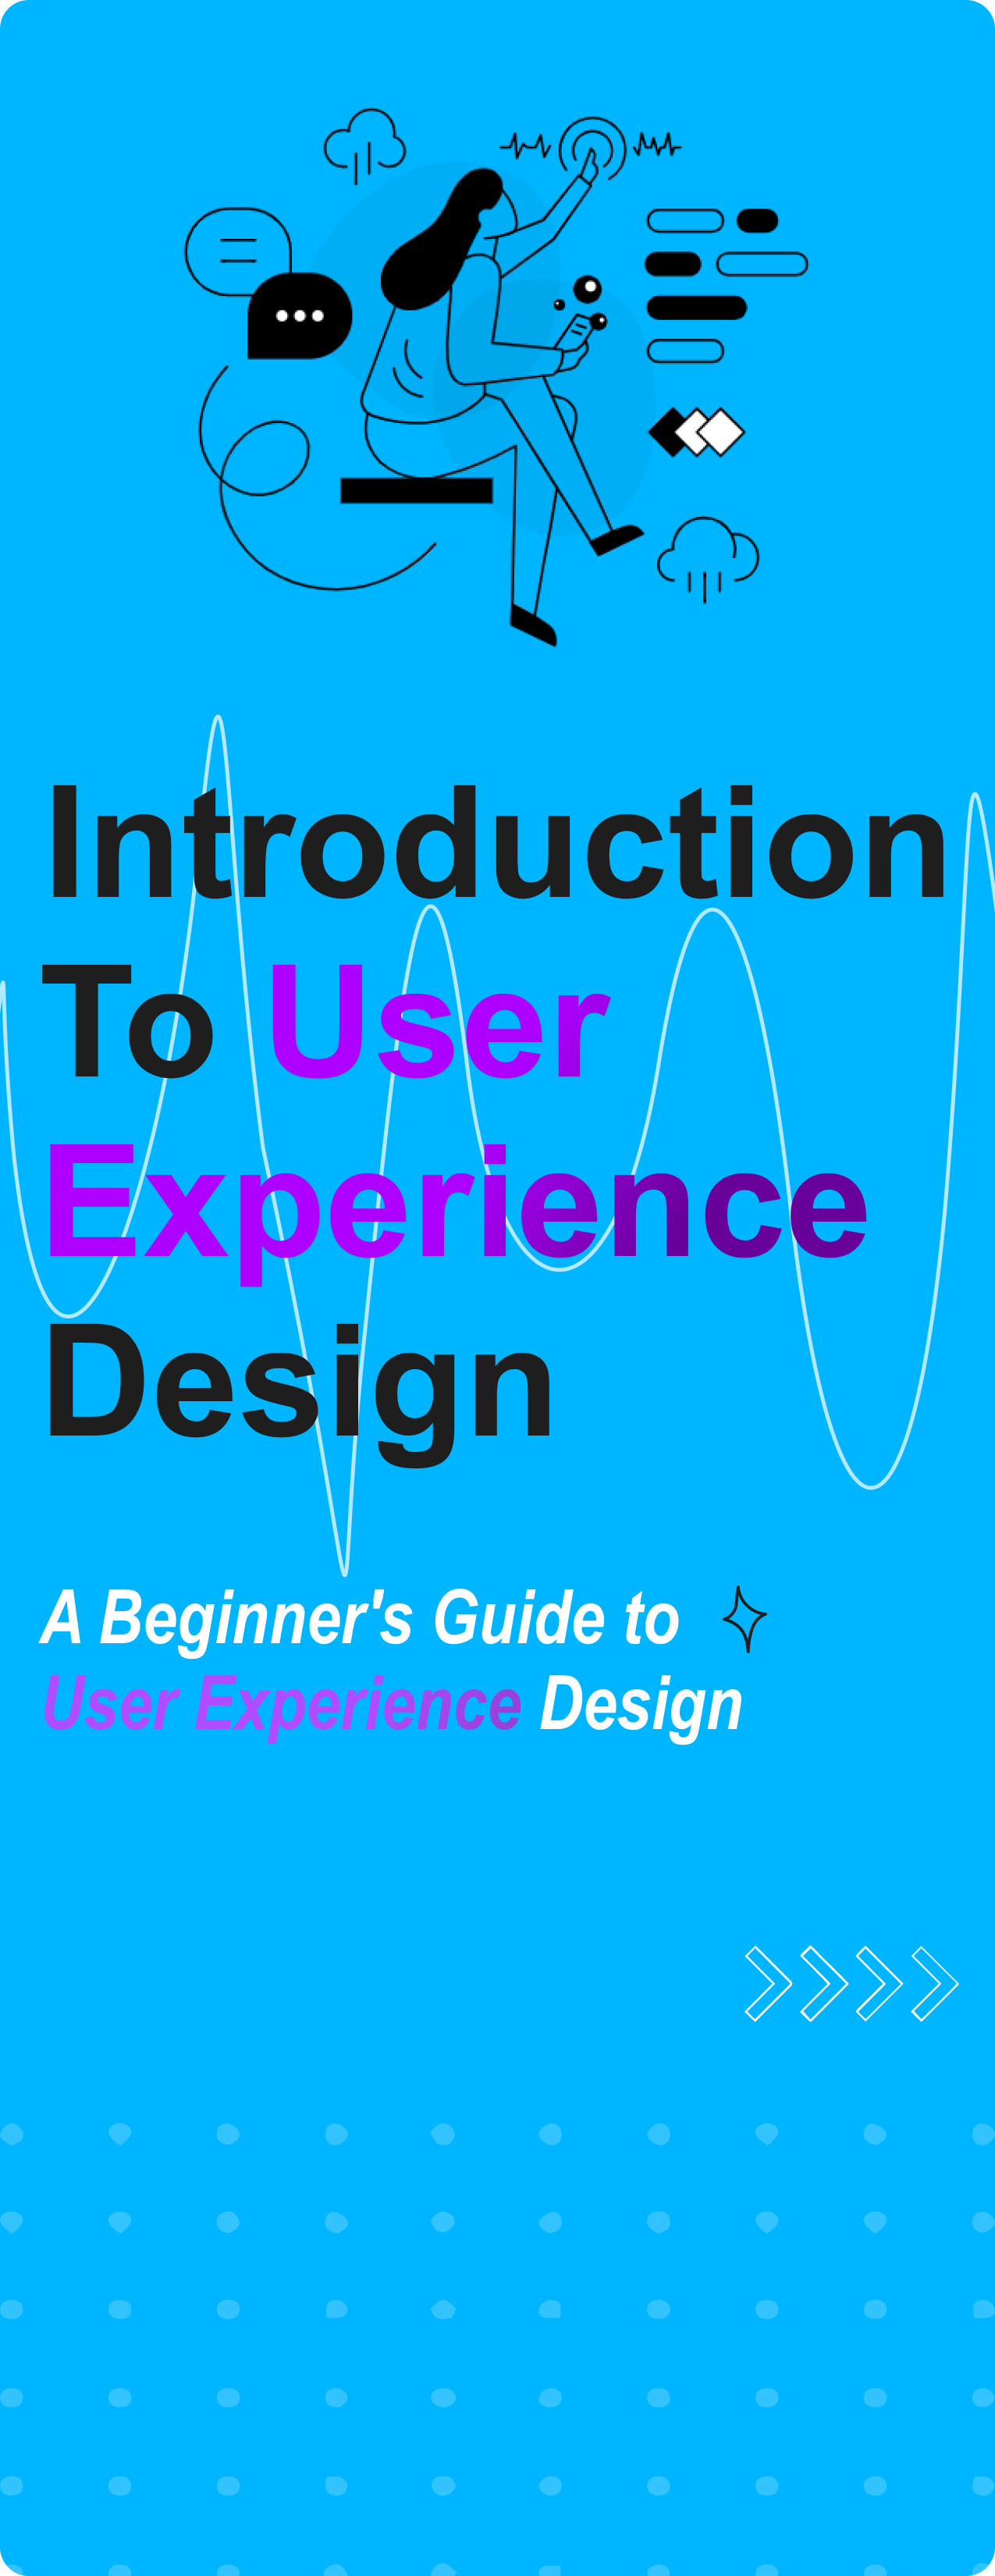 Introduction
To User
Experience
Design
A Beginner's Guide to
User Experience Design